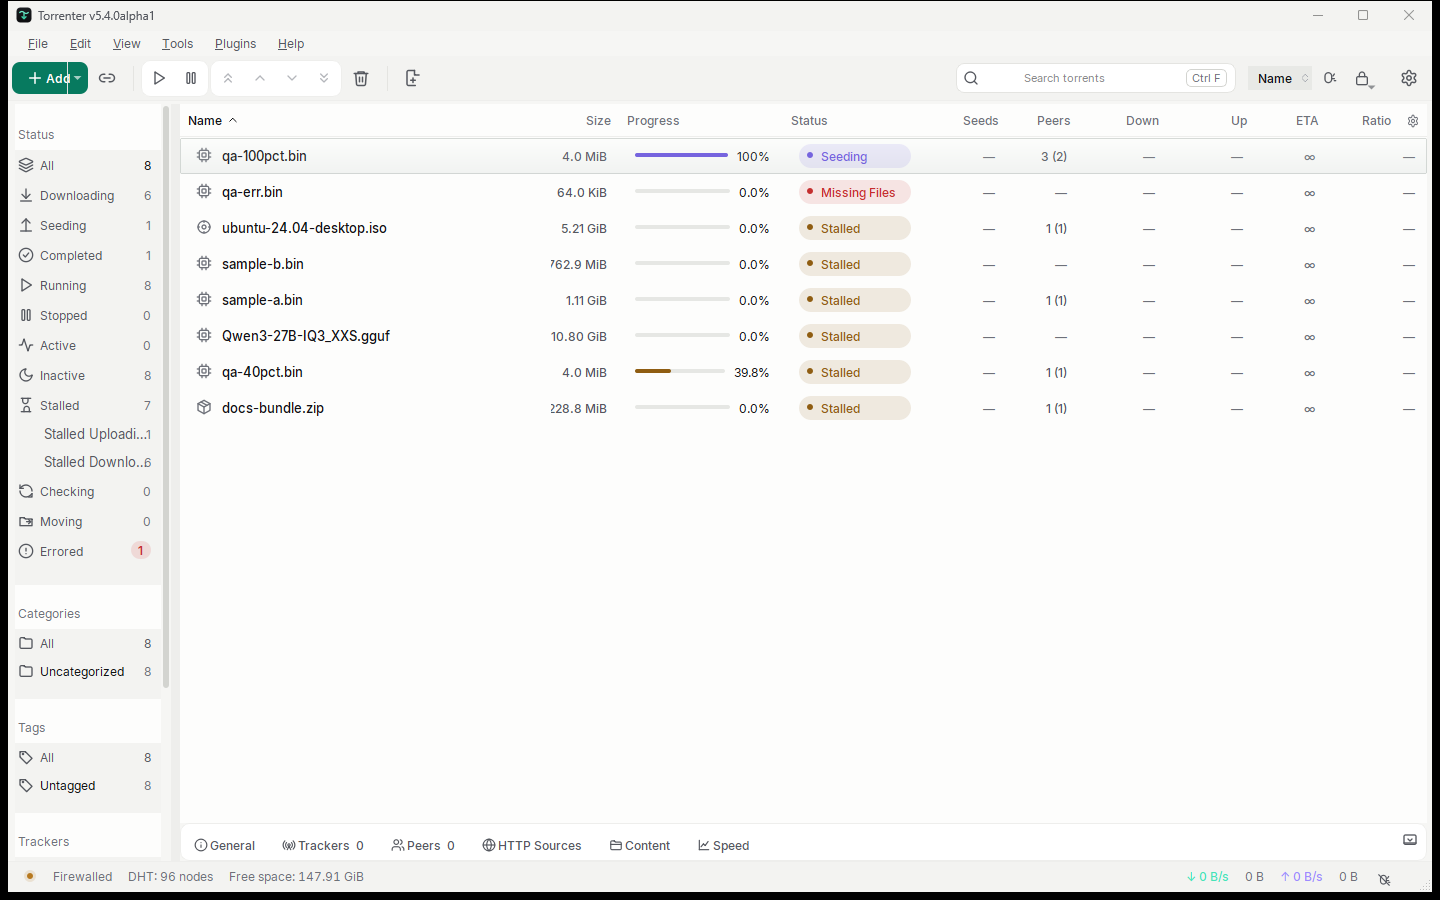 Torrenter v5.4.0alpha1
File Edit View Tools Plugins Help
Add Search torrents Ctrl F Name
Status
All 8
Downloading 6
Seeding 1
Completed 1
Running 8
Stopped 0
Active 0
Inactive 8
Stalled 7
Stalled Uploadi...1
Stalled Downlo...6
Checking 0
Moving 0
Errored 1
Categories
All 8
Uncategorized 8
Tags
All 8
Untagged 8
Trackers
Name Size Progress Status Seeds Peers Down Up ETA Ratio
qa-100pct.bin 4.0 MiB 100% Seeding — 3 (2) — — ∞ —
qa-err.bin 64.0 KiB 0.0% Missing Files — — — — ∞ —
ubuntu-24.04-desktop.iso 5.21 GiB 0.0% Stalled — 1 (1) — — ∞ —
sample-b.bin 762.9 MiB 0.0% Stalled — — — — ∞ —
sample-a.bin 1.11 GiB 0.0% Stalled — 1 (1) — — ∞ —
Qwen3-27B-IQ3_XXS.gguf 10.80 GiB 0.0% Stalled — — — — ∞ —
qa-40pct.bin 4.0 MiB 39.8% Stalled — 1 (1) — — ∞ —
docs-bundle.zip 228.8 MiB 0.0% Stalled — 1 (1) — — ∞ —
General Trackers 0 Peers 0 HTTP Sources Content Speed
Firewalled DHT: 96 nodes Free space: 147.91 GiB ↓ 0 B/s 0 B ↑ 0 B/s 0 B